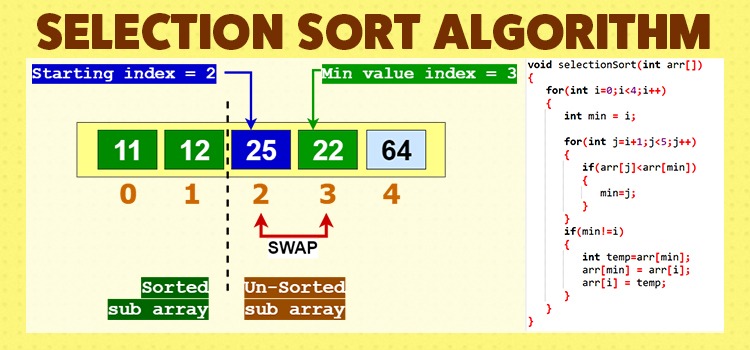 SELECTION SORT ALGORITHM
Starting index = 2
Min value index = 3
11 12 25 22 64
0 1 2 3 4
SWAP
Sorted
sub array
Un-Sorted
sub array
void selectionSort(int arr[])
{
for(int i=0;i<4;i++)
{
int min = i;
for(int j=i+1;j<5;j++)
{
if(arr[j]<arr[min])
{
min=j;
}
}
if(min!=i)
{
int temp=arr[min];
arr[min] = arr[i];
arr[i] = temp;
}
}
}